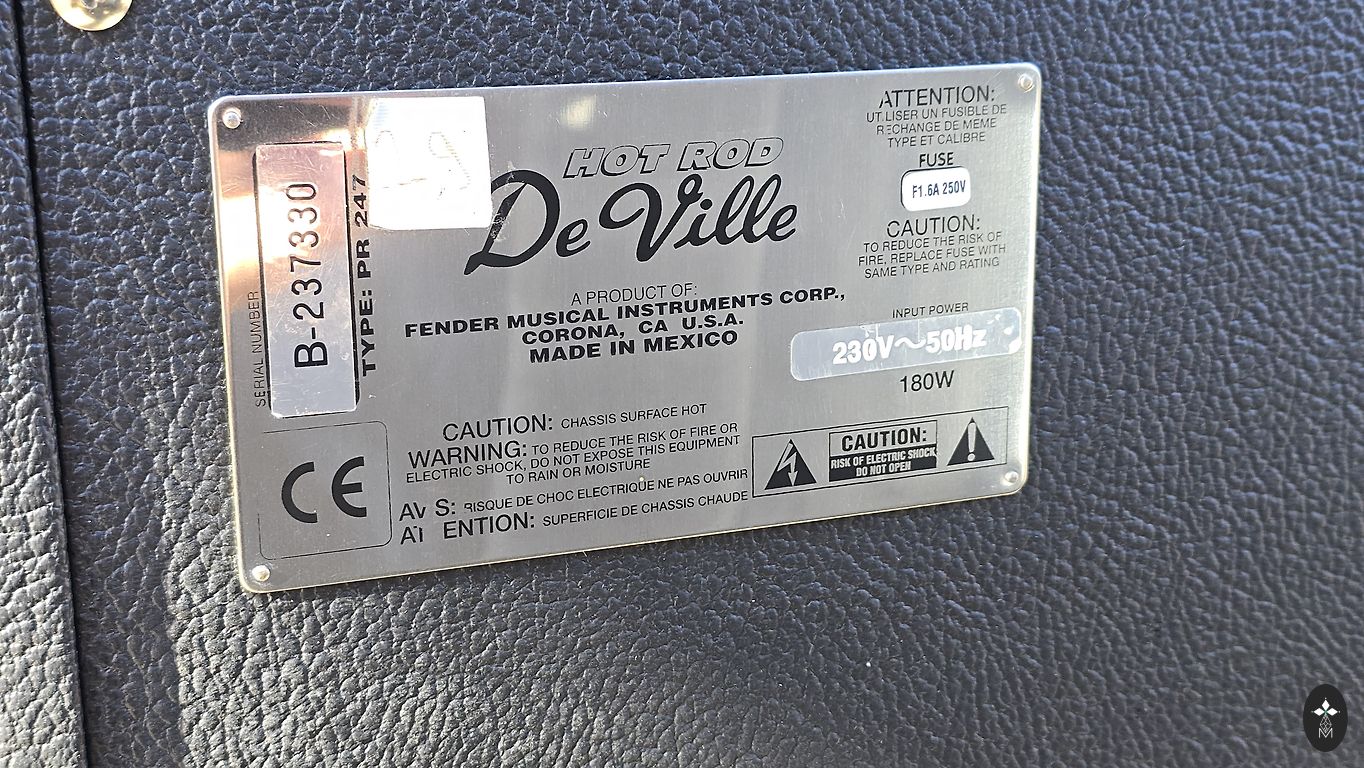 SERIAL NUMBER
B-237330
TYPE: PR 247
HOT ROD
DeVille
A PRODUCT OF:
FENDER MUSICAL INSTRUMENTS CORP.,
CORONA, CA U.S.A.
MADE IN MEXICO
ATTENTION:
UTILISER UN FUSIBLE DE
RECHANGE DE MEME
TYPE ET CALIBRE
FUSE
F1.6A 250V
CAUTION:
TO REDUCE THE RISK OF
FIRE, REPLACE FUSE WITH
SAME TYPE AND RATING
INPUT POWER
230V~50Hz
180W
CAUTION: CHASSIS SURFACE HOT
WARNING: TO REDUCE THE RISK OF FIRE OR
ELECTRIC SHOCK, DO NOT EXPOSE THIS EQUIPMENT
TO RAIN OR MOISTURE
AV S: RISQUE DE CHOC ELECTRIQUE NE PAS OUVRIR
AT ENTION: SUPERFICIE DE CHASSIS CHAUDE
CE
CAUTION:
RISK OF ELECTRIC SHOCK
DO NOT OPEN
M